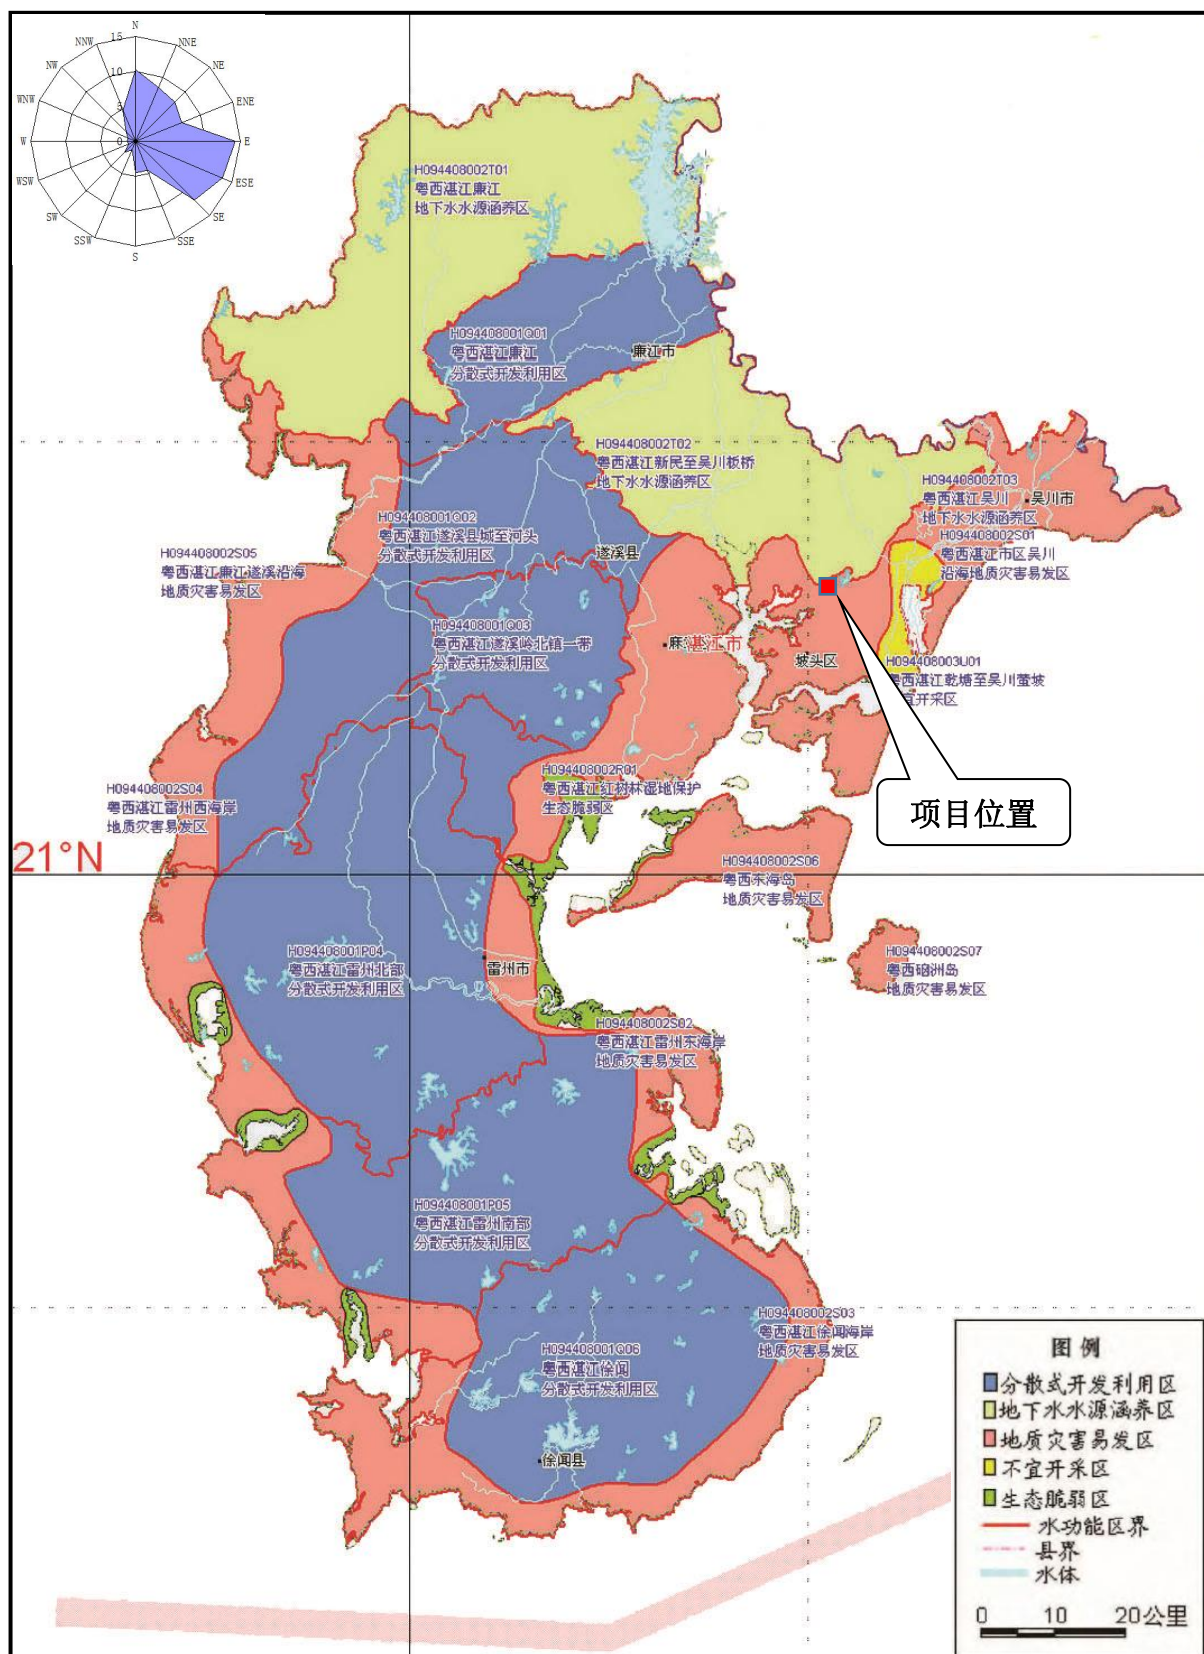 N
NNW
NNE
NW
NE
WNW
ENE
W
E
WSW
ESE
SW
SE
SSW
SSE
S
15
10
5
0
H094408002T01
粤西湛江廉江
地下水水源涵养区
H094408001Q01
粤西湛江廉江
分散式开发利用区
廉江市
H094408002T02
粤西湛江新民至吴川板桥
地下水水源涵养区
H094408002T03
粤西湛江吴川
地下水水源涵养区
吴川市
H094408002S01
粤西湛江市区吴川
沿海地质灾害易发区
H094408001Q02
粤西湛江遂溪县城至河头
分散式开发利用区
遂溪县
H094408002S05
粤西湛江廉江遂溪沿海
地质灾害易发区
H094408001Q03
粤西湛江遂溪岭北镇一带
分散式开发利用区
麻
湛江市
坡头区
H094408003U01
粤西湛江乾塘至吴川萱坡
宜开采区
H094408002S04
粤西湛江雷州西海岸
地质灾害易发区
H094408002R01
粤西湛江红树林湿地保护
生态脆弱区
项目位置
21°N
H094408002S06
粤西东海岛
地质灾害易发区
H094408001P04
粤西湛江雷州北部
分散式开发利用区
雷州市
H094408002S07
粤西硇洲岛
地质灾害易发区
H094408002S02
粤西湛江雷州东海岸
地质灾害易发区
H094408001P05
粤西湛江雷州南部
分散式开发利用区
H094408002S03
粤西湛江徐闻海岸
地质灾害易发区
H094408001Q06
粤西湛江徐闻
分散式开发利用区
徐闻县
图例
分散式开发利用区
地下水水源涵养区
地质灾害易发区
不宜开采区
生态脆弱区
水功能区界
县界
水体
0 10 20公里